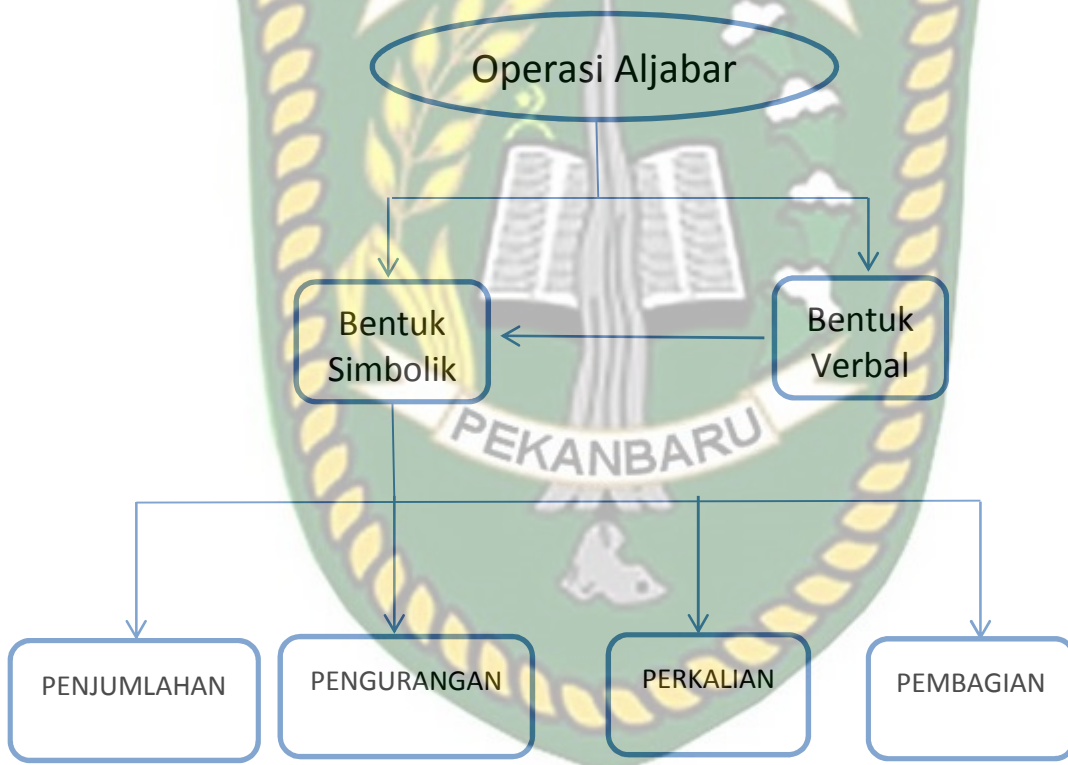 Operasi Aljabar
Bentuk
Simbolik
Bentuk
Verbal
PEKANBARU
PENJUMLAHAN
PENGURANGAN
PERKALIAN
PEMBAGIAN